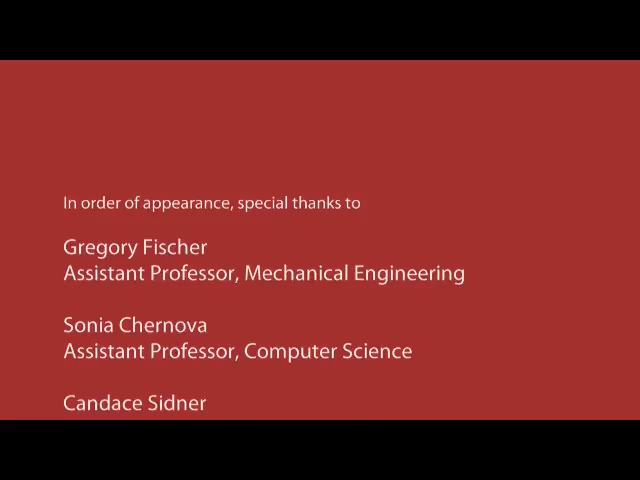 In order of appearance, special thanks to
Gregory Fischer
Assistant Professor, Mechanical Engineering
Sonia Chernova
Assistant Professor, Computer Science
Candace Sidner